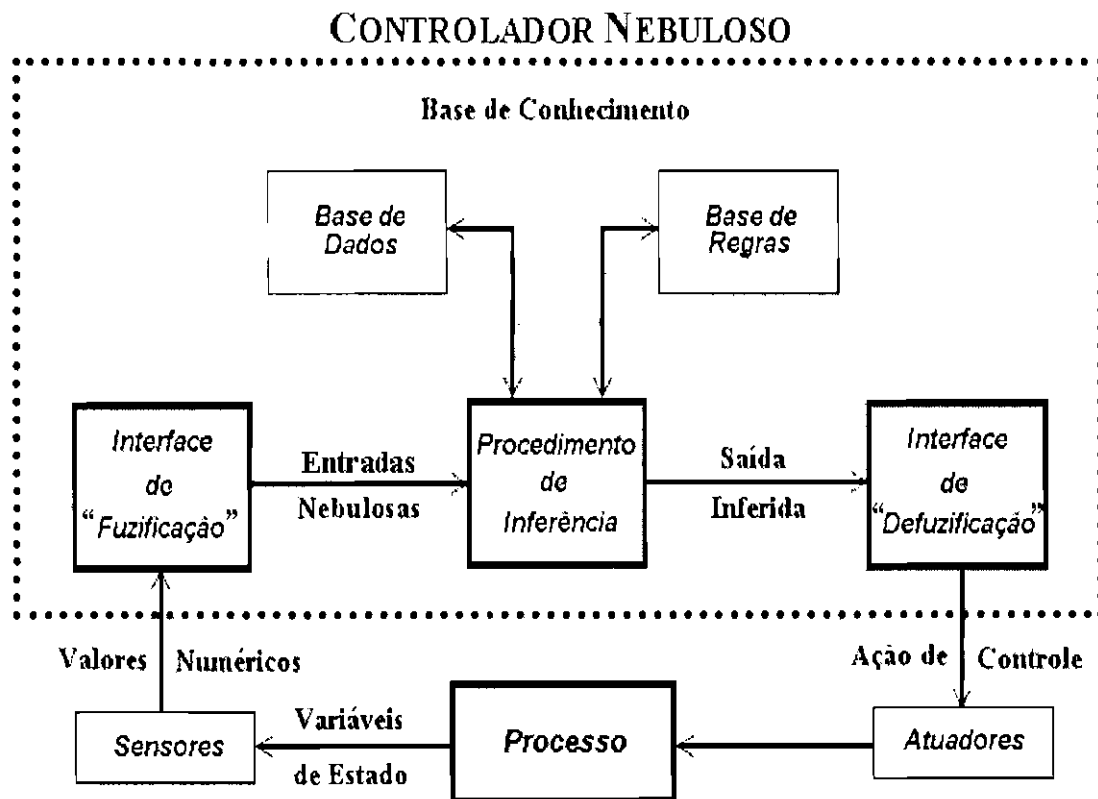 CONTROLADOR NEBULOSO
Base de Conhecimento
Base de
Dados
Base de
Regras
Interface
de
“Fuzificação”
Entradas
Nebulosas
Procedimento
de
Inferência
Saída
Inferida
Interface
de
“Defuzificação”
Valores Numéricos
Ação de Controle
Sensores
Variáveis
de Estado
Processo
Atuadores